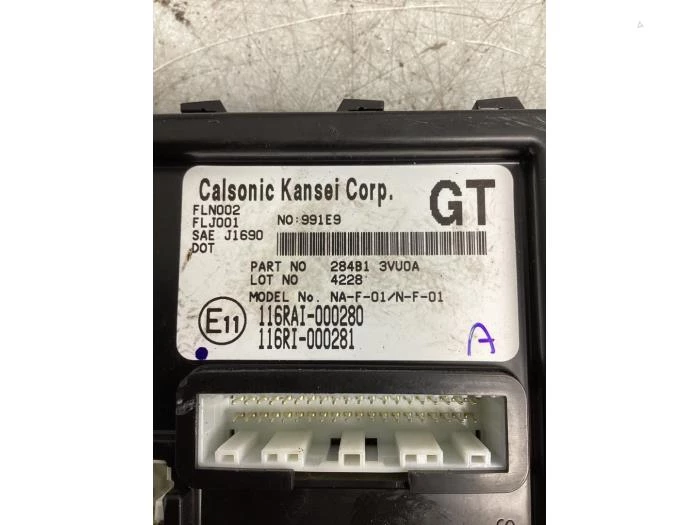 Calsonic Kansei Corp.
GT
FLN002
FLJ001
NO:991E9
SAE J1690
DOT
PART NO 284B1 3VU0A
LOT NO 4228
MODEL No. NA-F-01/N-F-01
E11
116RAI-000280
116RI-000281
A